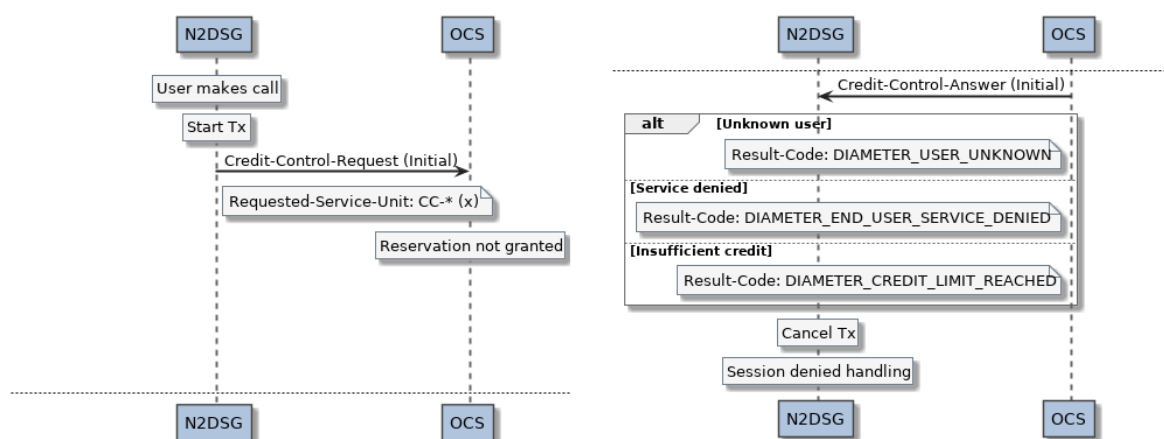 N2DSG
OCS
User makes call
Start Tx
Credit-Control-Request (Initial)
Requested-Service-Unit: CC-* (x)
Reservation not granted
N2DSG
OCS
N2DSG
OCS
Credit-Control-Answer (Initial)
alt [Unknown user]
Result-Code: DIAMETER_USER_UNKNOWN
[Service denied]
Result-Code: DIAMETER_END_USER_SERVICE_DENIED
[Insufficient credit]
Result-Code: DIAMETER_CREDIT_LIMIT_REACHED
Cancel Tx
Session denied handling
N2DSG
OCS